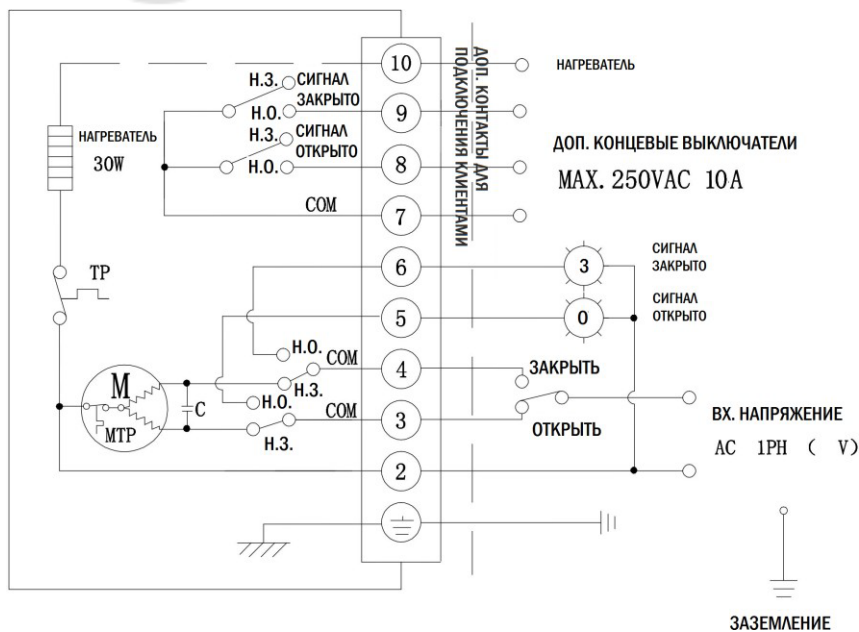 10
НАГРЕВАТЕЛЬ
Н.З.
СИГНАЛ
ЗАКРЫТО
Н.О.
9
Н.З.
СИГНАЛ
ОТКРЫТО
Н.О.
8
COM
7
НАГРЕВАТЕЛЬ
30W
ДОП. КОНТАКТЫ ДЛЯ
ПОДКЛЮЧЕНИЯ КЛИЕНТАМИ
ДОП. КОНЦЕВЫЕ ВЫКЛЮЧАТЕЛИ
MAX. 250VAC 10A
TP
6
3
СИГНАЛ
ЗАКРЫТО
5
0
СИГНАЛ
ОТКРЫТО
Н.О.
COM
4
Н.З.
ЗАКРЫТЬ
M
MTP
C
Н.О.
COM
3
Н.З.
ОТКРЫТЬ
ВХ. НАПРЯЖЕНИЕ
AC 1PH ( V)
2
ЗАЗЕМЛЕНИЕ